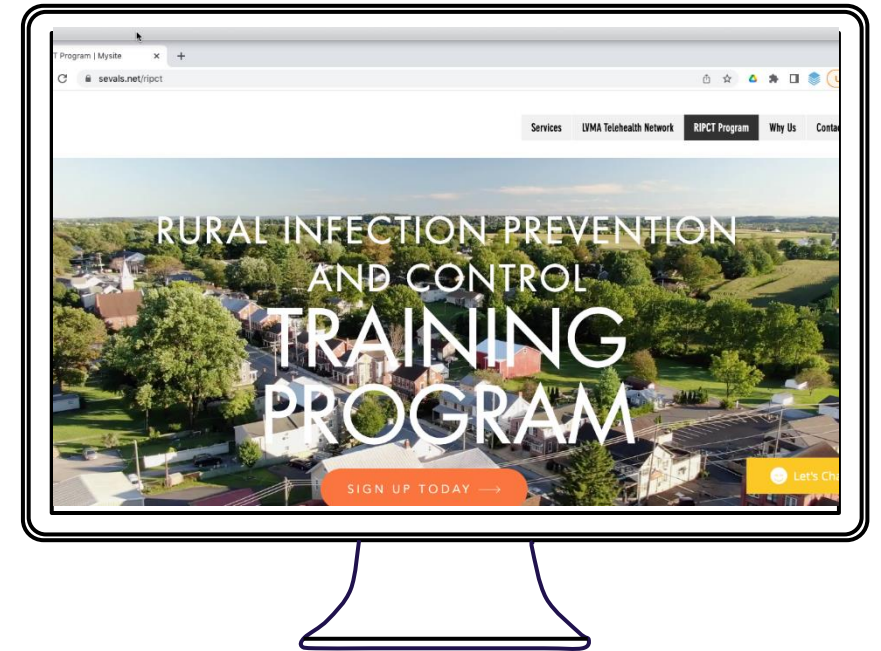 T Program | Mysite
sevals.net/ripct
Services LVMA Telehealth Network RIPCT Program Why Us Contac
RURAL INFECTION PREVENTION
AND CONTROL
TRAINING
PROGRAM
SIGN UP TODAY
Let's Cha